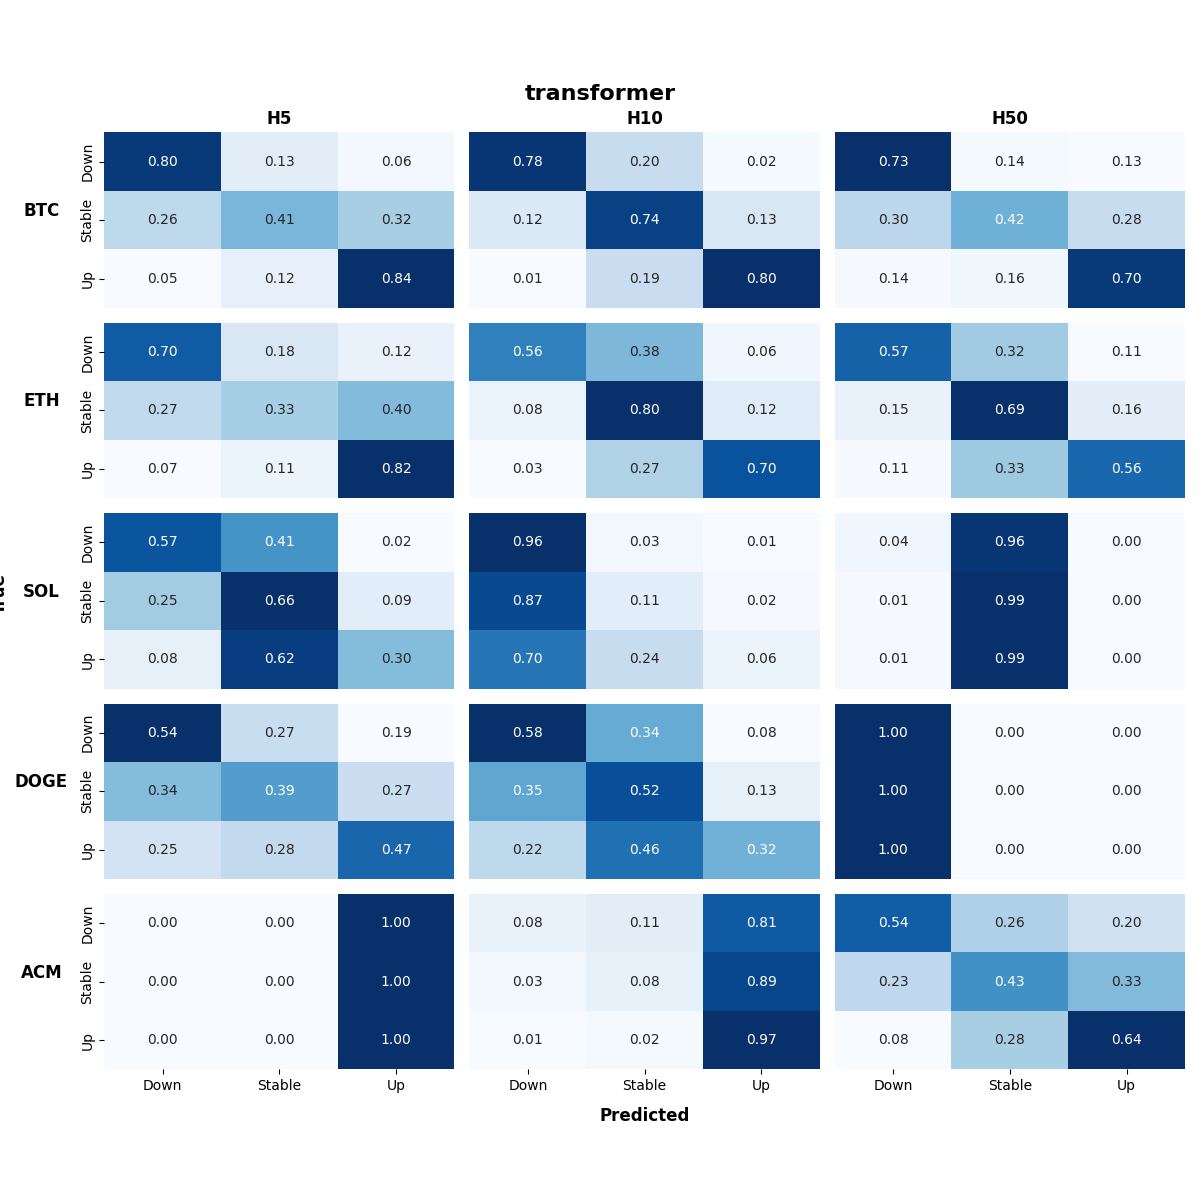 transformer
H5 H10 H50
BTC
Down 0.80 0.13 0.06 0.78 0.20 0.02 0.73 0.14 0.13
Stable 0.26 0.41 0.32 0.12 0.74 0.13 0.30 0.42 0.28
Up 0.05 0.12 0.84 0.01 0.19 0.80 0.14 0.16 0.70
ETH
Down 0.70 0.18 0.12 0.56 0.38 0.06 0.57 0.32 0.11
Stable 0.27 0.33 0.40 0.08 0.80 0.12 0.15 0.69 0.16
Up 0.07 0.11 0.82 0.03 0.27 0.70 0.11 0.33 0.56
SOL
Down 0.57 0.41 0.02 0.96 0.03 0.01 0.04 0.96 0.00
Stable 0.25 0.66 0.09 0.87 0.11 0.02 0.01 0.99 0.00
Up 0.08 0.62 0.30 0.70 0.24 0.06 0.01 0.99 0.00
DOGE
Down 0.54 0.27 0.19 0.58 0.34 0.08 1.00 0.00 0.00
Stable 0.34 0.39 0.27 0.35 0.52 0.13 1.00 0.00 0.00
Up 0.25 0.28 0.47 0.22 0.46 0.32 1.00 0.00 0.00
ACM
Down 0.00 0.00 1.00 0.08 0.11 0.81 0.54 0.26 0.20
Stable 0.00 0.00 1.00 0.03 0.08 0.89 0.23 0.43 0.33
Up 0.00 0.00 1.00 0.01 0.02 0.97 0.08 0.28 0.64
Down Stable Up Down Stable Up Down Stable Up
Predicted